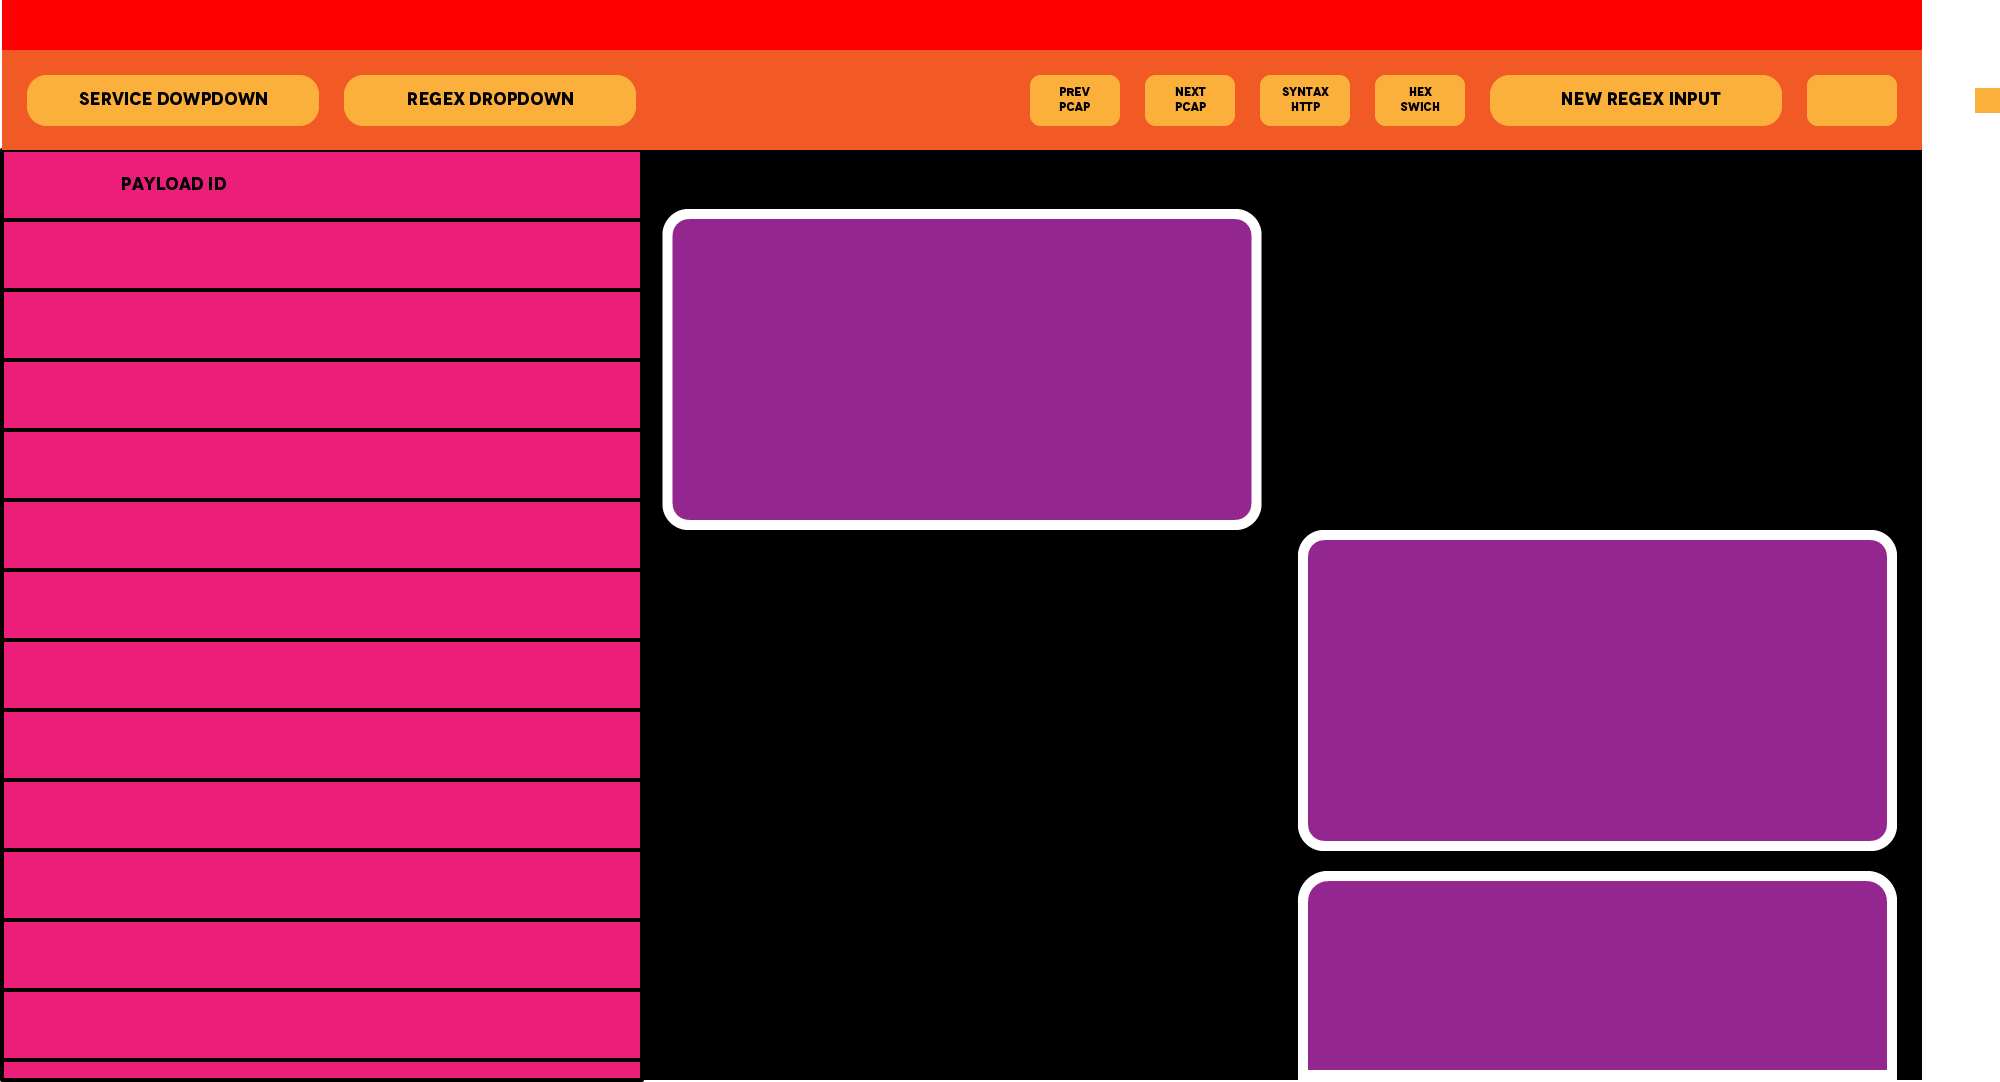 SERVICE DOWPDOWN
REGEX DROPDOWN
PREV
PCAP
NEXT
PCAP
SYNTAX
HTTP
HEX
SWICH
NEW REGEX INPUT
PAYLOAD ID